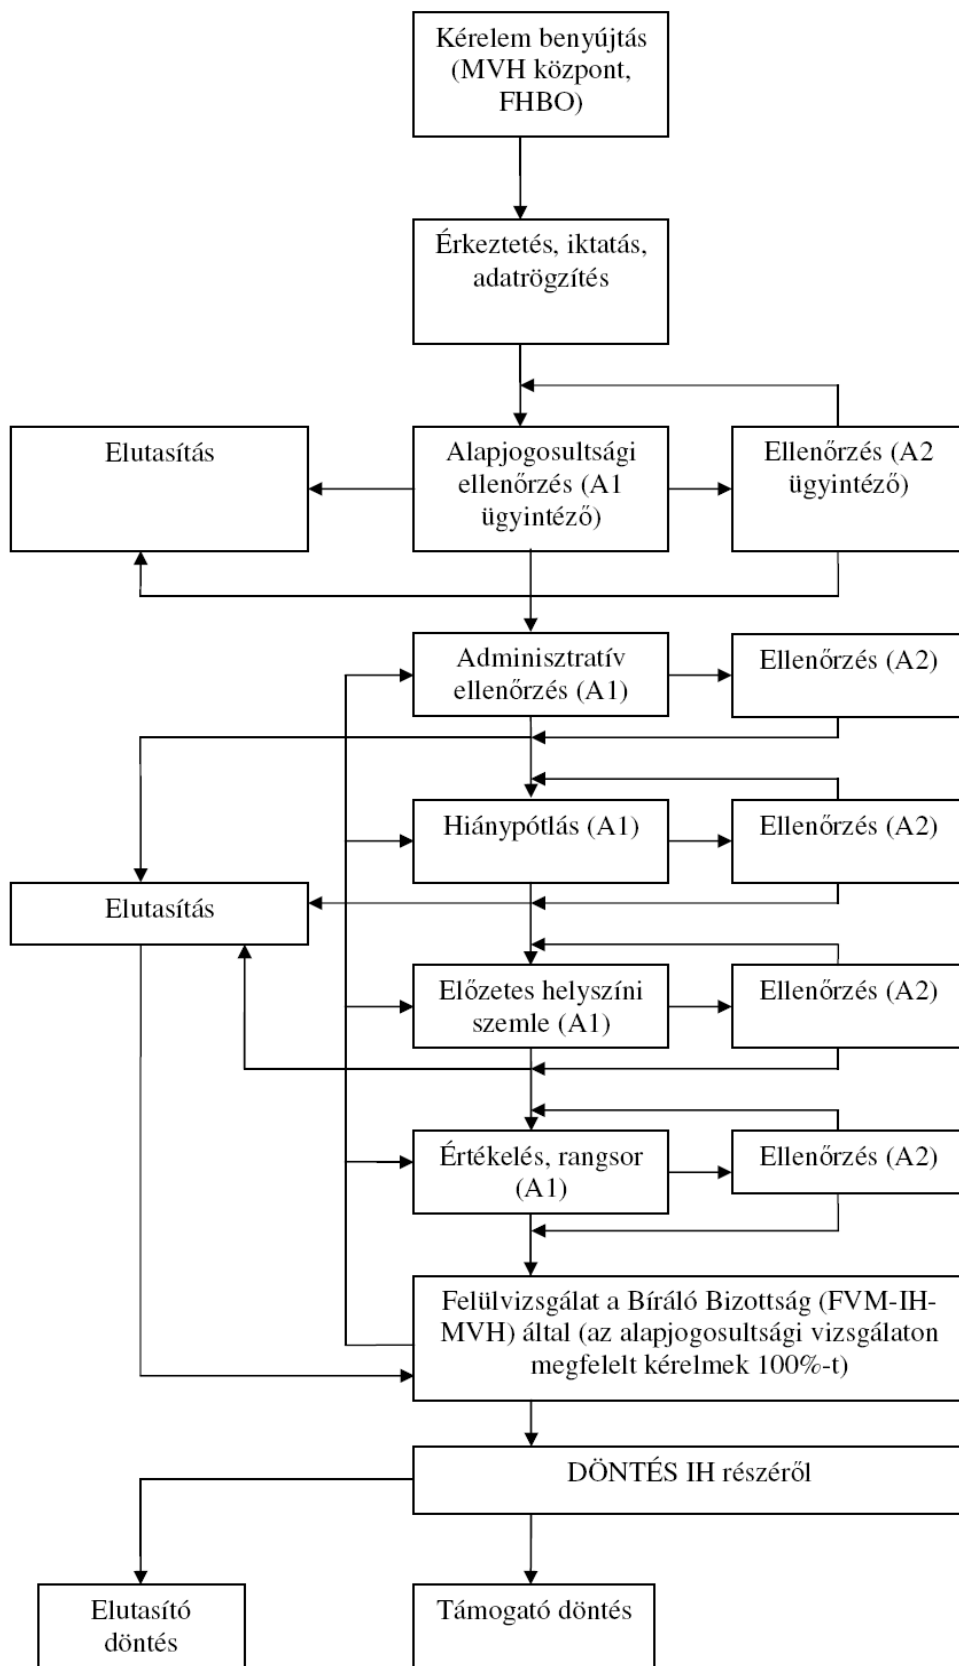 Kérelem benyújtás
(MVH központ,
FHBO)
Érkeztetés, iktatás,
adatrögzítés
Elutasítás
Alapjogosultsági
ellenőrzés (A1
ügyintéző)
Ellenőrzés (A2
ügyintéző)
Adminisztratív
ellenőrzés (A1)
Ellenőrzés (A2)
Hiánypótlás (A1)
Ellenőrzés (A2)
Elutasítás
Előzetes helyszíni
szemle (A1)
Ellenőrzés (A2)
Értékelés, rangsor
(A1)
Ellenőrzés (A2)
Felülvizsgálat a Bíráló Bizottság (FVM-IH-
MVH) által (az alapjogosultsági vizsgálaton
megfelelt kérelmek 100%-t)
DÖNTÉS IH részéről
Elutasító
döntés
Támogató döntés